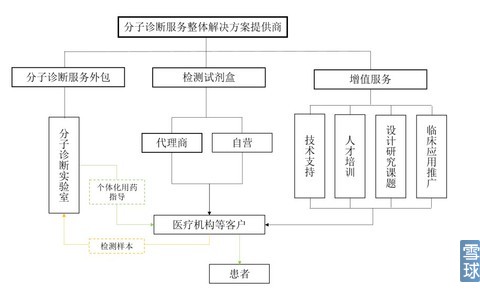 分子诊断服务整体解决方案提供商
分子诊断服务外包
检测试剂盒
增值服务
分子诊断实验室
代理商
自营
技术支持
人才培训
设计研究课题
临床应用推广
个体化用药
指导
医疗机构等客户
检测样本
患者
雪球